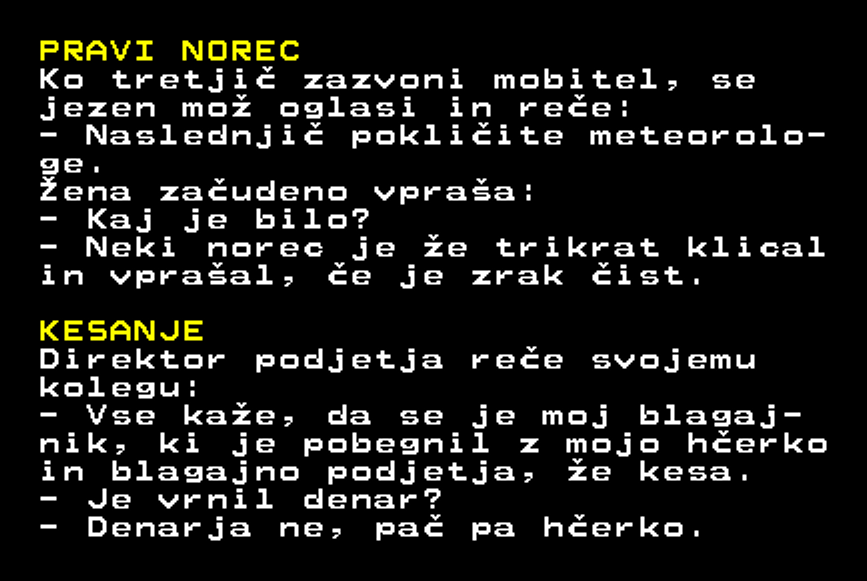 PRAVI NOREC
Ko tretjič zazvoni mobitel, se
jezen mož oglasi in reče:
- Naslednjič pokličite meteorolo-
ge.
Žena začudeno vpraša:
- Kaj je bilo?
- Neki norec je že trikrat klical
in vprašal, če je zrak čist.
KESANJE
Direktor podjetja reče svojemu
kolegu:
- Vse kaže, da se je moj blagaj-
nik, ki je pobegnil z mojo hčerko
in blagajno podjetja, že kesa.
- Je vrnil denar?
- Denarja ne, pač pa hčerko.